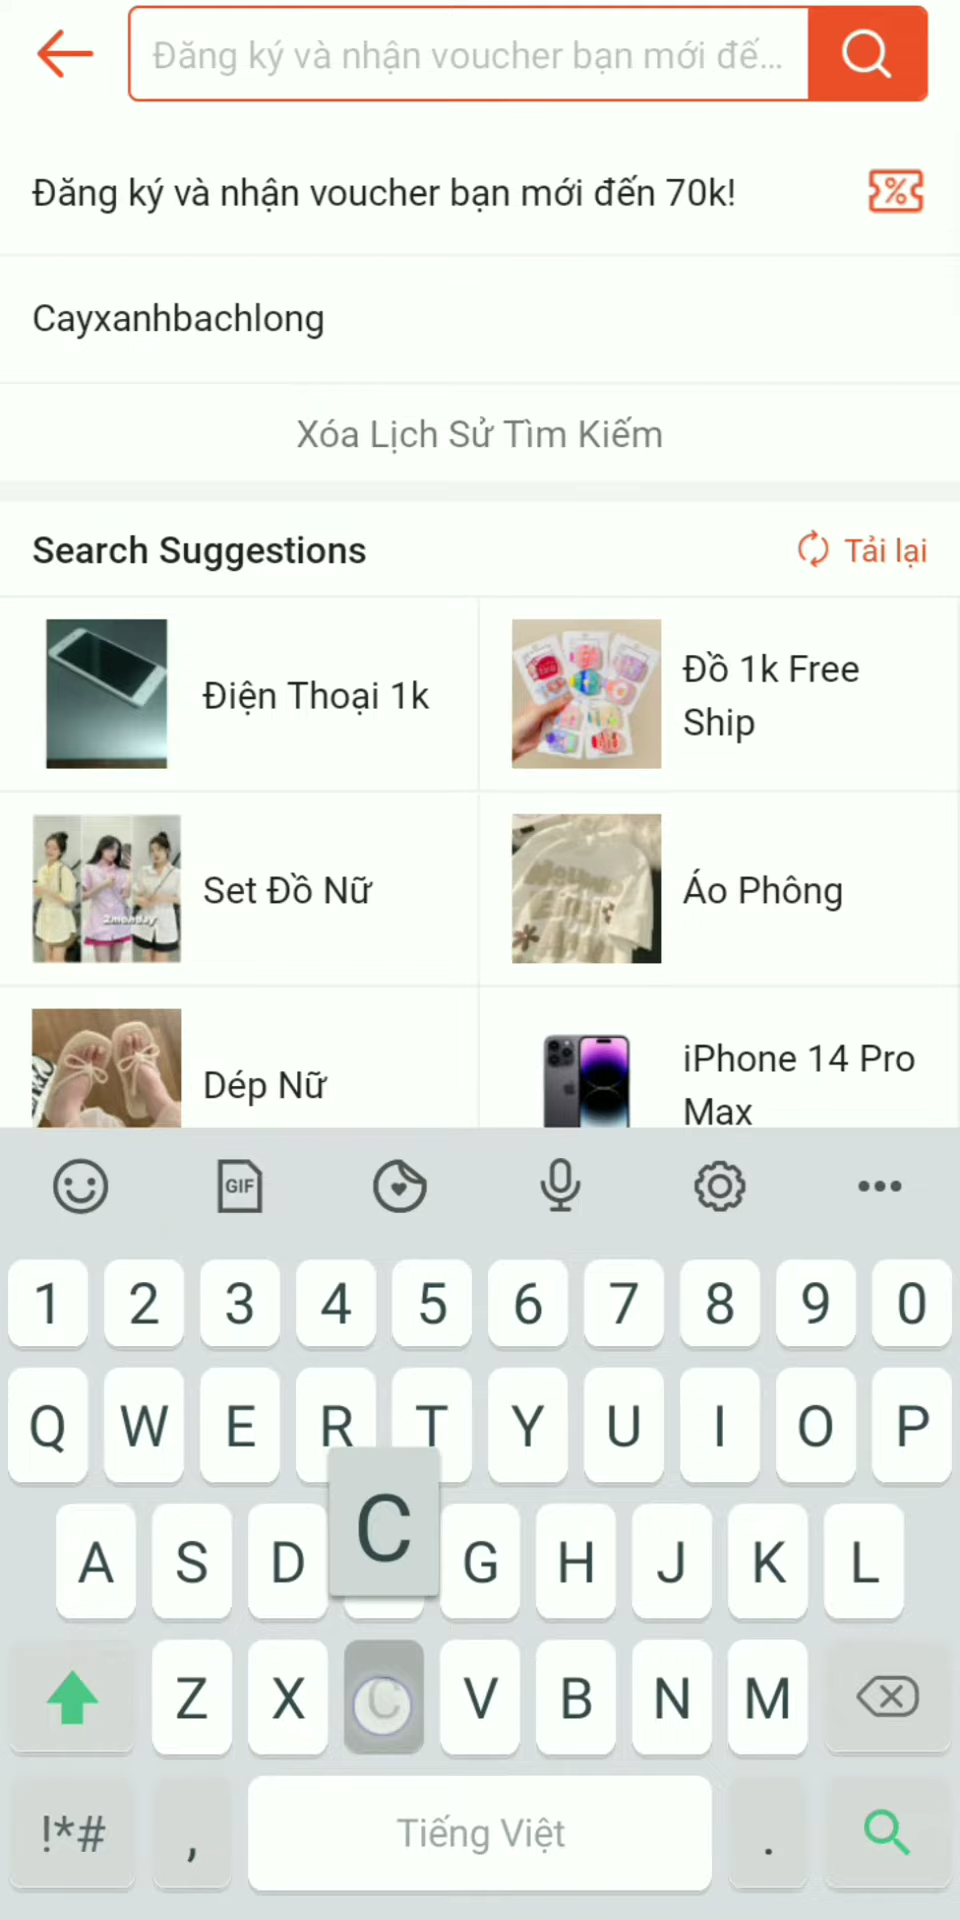 Đăng ký và nhận voucher bạn mới đế...
Đăng ký và nhận voucher bạn mới đến 70k!
%
Cayxanhbachlong
Xóa Lịch Sử Tìm Kiếm
Search Suggestions
Tải lại
Điện Thoại 1k
Đồ 1k Free
Ship
2monday
Set Đồ Nữ
Áo Phông
Dép Nữ
iPhone 14 Pro
Max
GIF
1 2 3 4 5 6 7 8 9 0
Q W E R T Y U I O P
C
A S D G H J K L
Z X C V B N M
!*# , Tiếng Việt .